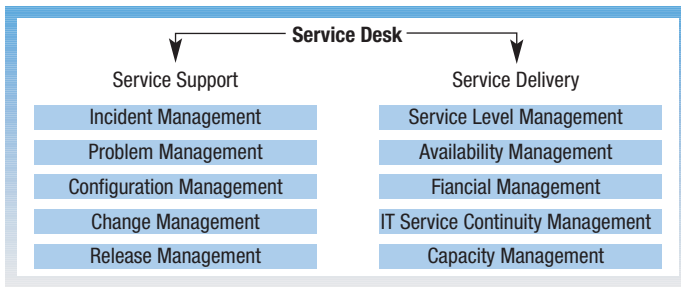 Service Desk
Service Support
Incident Management
Problem Management
Configuration Management
Change Management
Release Management
Service Delivery
Service Level Management
Availability Management
Fiancial Management
IT Service Continuity Management
Capacity Management